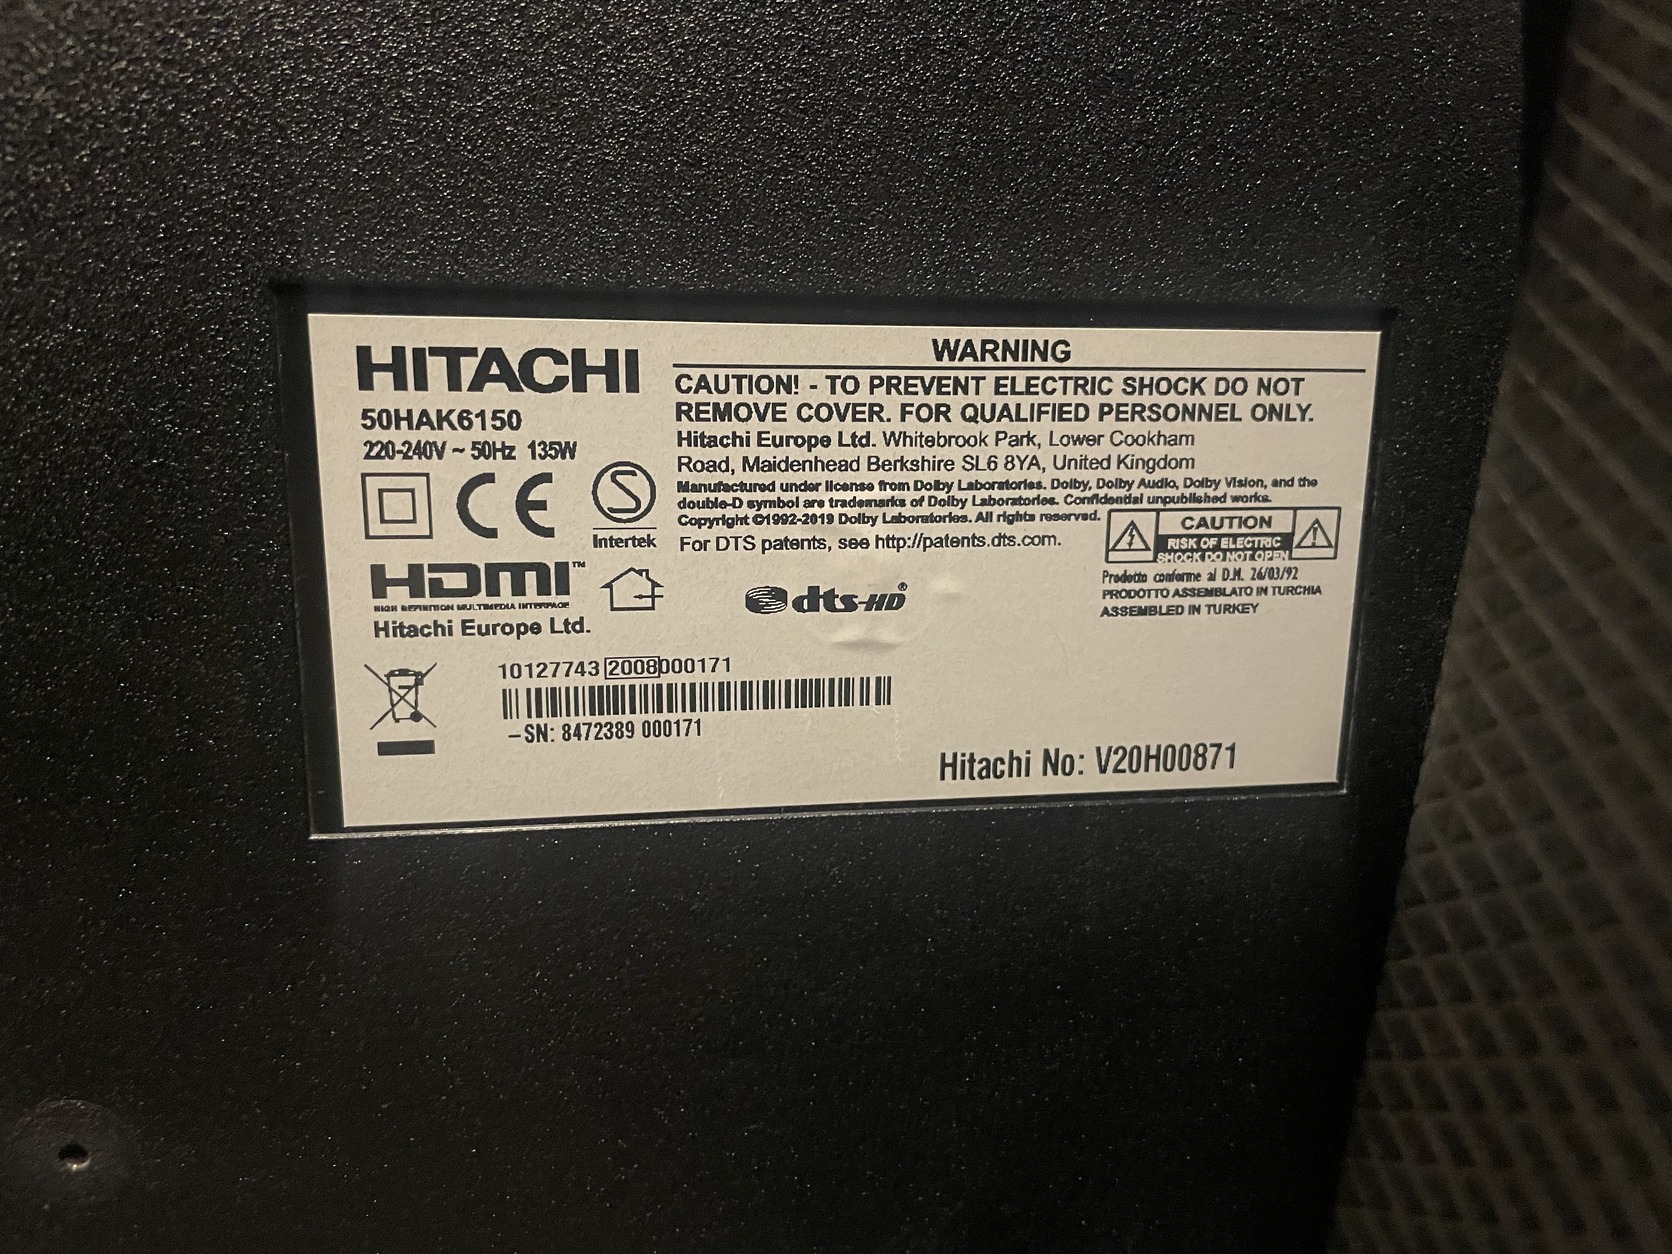 HITACHI
50HAK6150
220-240V ~ 50Hz 135W
CE
S
Intertek
HDMI™
HIGH DEFINITION MULTIMEDIA INTERFACE
Hitachi Europe Ltd.
WARNING
CAUTION! - TO PREVENT ELECTRIC SHOCK DO NOT
REMOVE COVER. FOR QUALIFIED PERSONNEL ONLY.
Hitachi Europe Ltd. Whitebrook Park, Lower Cookham
Road, Maidenhead Berkshire SL6 8YA, United Kingdom
Manufactured under license from Dolby Laboratories. Dolby, Dolby Audio, Dolby Vision, and the
double-D symbol are trademarks of Dolby Laboratories. Confidential unpublished works.
Copyright ©1992-2019 Dolby Laboratories. All rights reserved.
For DTS patents, see http://patents.dts.com.
dts-HD®
CAUTION
RISK OF ELECTRIC
SHOCK DO NOT OPEN
Prodotto conforme al D.M. 26/03/92
PRODOTTO ASSEMBLATO IN TURCHIA
ASSEMBLED IN TURKEY
10127743 2008000171
–SN: 8472389 000171
Hitachi No: V20H00871